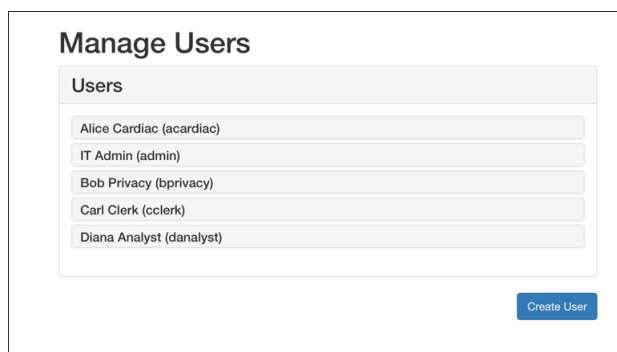 Manage Users
Users
Alice Cardiac (acardiac)
IT Admin (admin)
Bob Privacy (bprivacy)
Carl Clerk (cclerk)
Diana Analyst (danalyst)
Create User